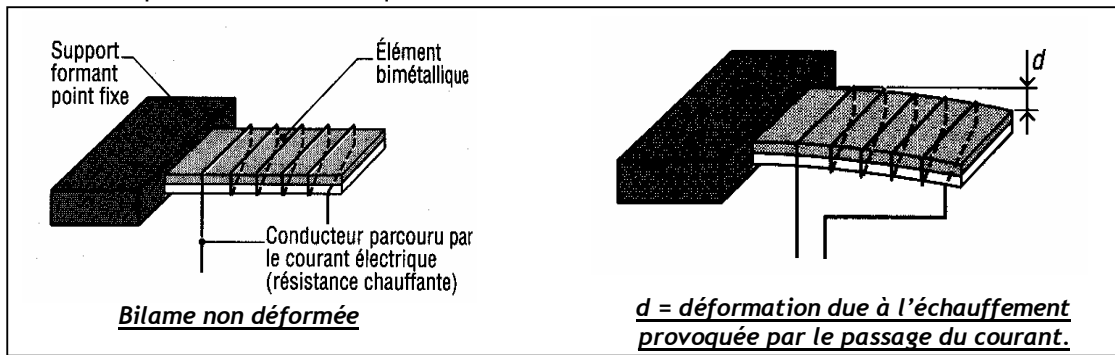 Support
formant
point fixe
Élément
bimétallique
Conducteur parcouru par
le courant électrique
(résistance chauffante)
Bilame non déformée
d
d = déformation due à l’échauffement
provoquée par le passage du courant.